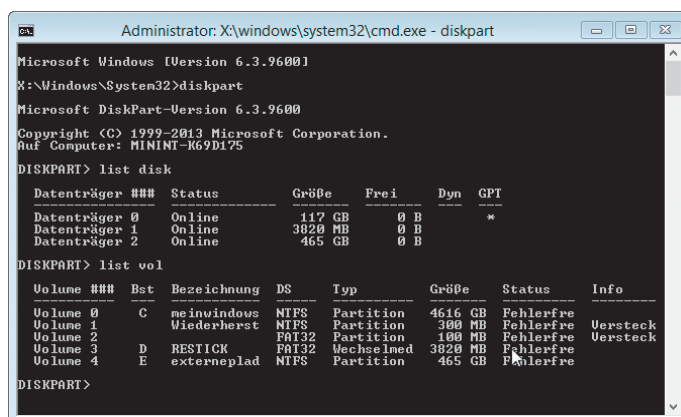 Administrator: X:\windows\system32\cmd.exe - diskpart
Microsoft Windows [Version 6.3.9600]
X:\Windows\System32>diskpart
Microsoft DiskPart-Version 6.3.9600
Copyright (C) 1999-2013 Microsoft Corporation.
Auf Computer: MININT-K69D175
DISKPART> list disk
Datenträger ### Status Größe Frei Dyn GPT
Datenträger 0 Online 117 GB 0 B *
Datenträger 1 Online 3820 MB 0 B
Datenträger 2 Online 465 GB 0 B
DISKPART> list vol
Volume ### Bst Bezeichnung DS Typ Größe Status Info
Volume 0 C meinwindows NTFS Partition 4616 GB Fehlerfre
Volume 1 Wiederherst NTFS Partition 300 MB Fehlerfre Versteck
Volume 2 FAT32 Partition 100 MB Fehlerfre Versteck
Volume 3 D RESTICK FAT32 Wechselmed 3820 MB Fehlerfre
Volume 4 E externeplad NTFS Partition 465 GB Fehlerfre
DISKPART>